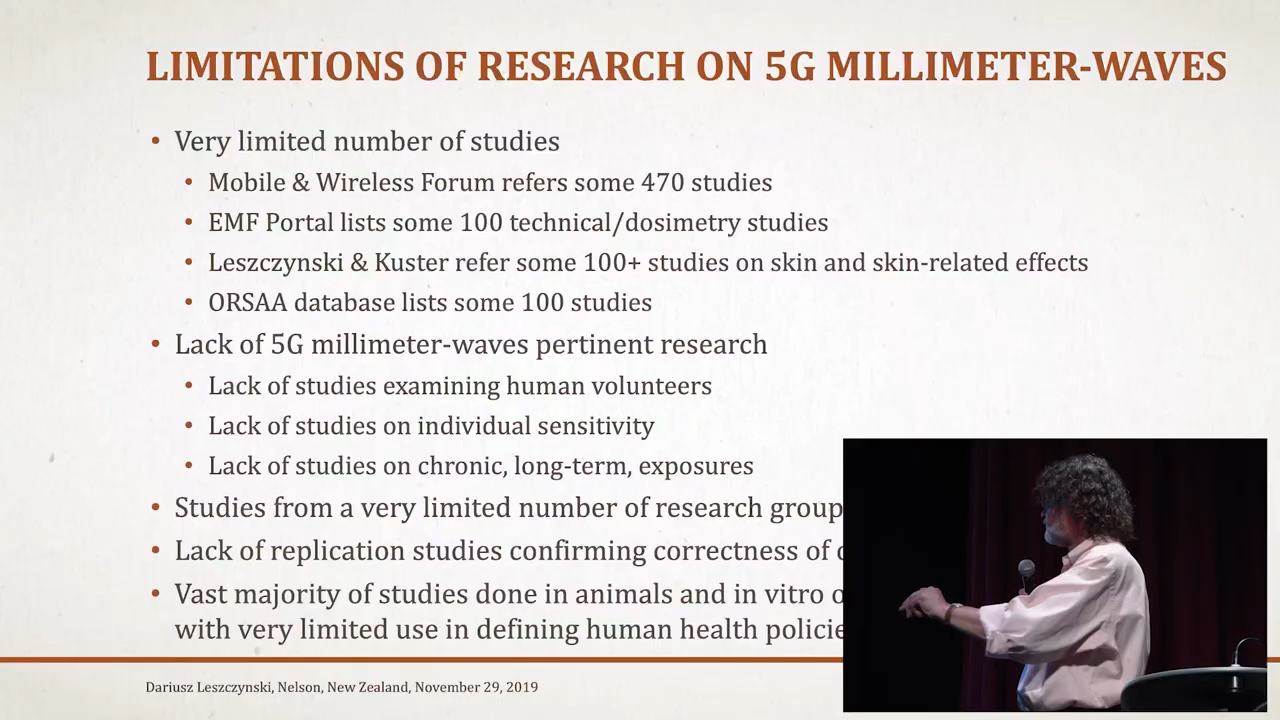 LIMITATIONS OF RESEARCH ON 5G MILLIMETER-WAVES
• Very limited number of studies
• Mobile & Wireless Forum refers some 470 studies
• EMF Portal lists some 100 technical/dosimetry studies
• Leszczynski & Kuster refer some 100+ studies on skin and skin-related effects
• ORSAA database lists some 100 studies
• Lack of 5G millimeter-waves pertinent research
• Lack of studies examining human volunteers
• Lack of studies on individual sensitivity
• Lack of studies on chronic, long-term, exposures
• Studies from a very limited number of research group
• Lack of replication studies confirming correctness of
• Vast majority of studies done in animals and in vitro
with very limited use in defining human health policie
Dariusz Leszczynski, Nelson, New Zealand, November 29, 2019